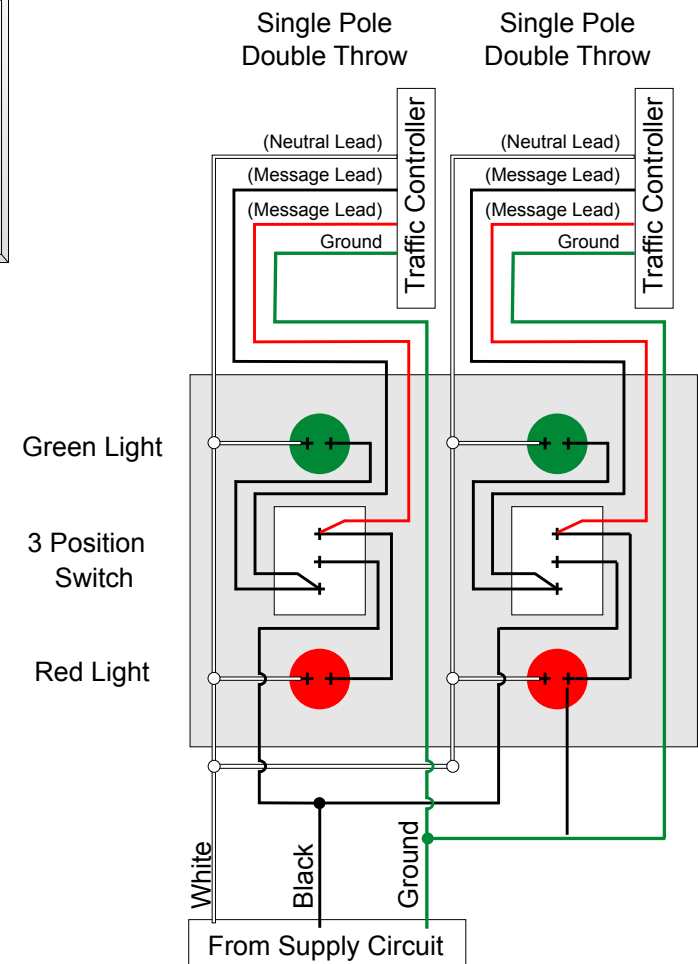 Single Pole
Double Throw
Single Pole
Double Throw
(Neutral Lead)
(Message Lead)
(Message Lead)
Ground
Traffic Controller
(Neutral Lead)
(Message Lead)
(Message Lead)
Ground
Traffic Controller
Green Light
3 Position
Switch
Red Light
White
Black
Ground
From Supply Circuit